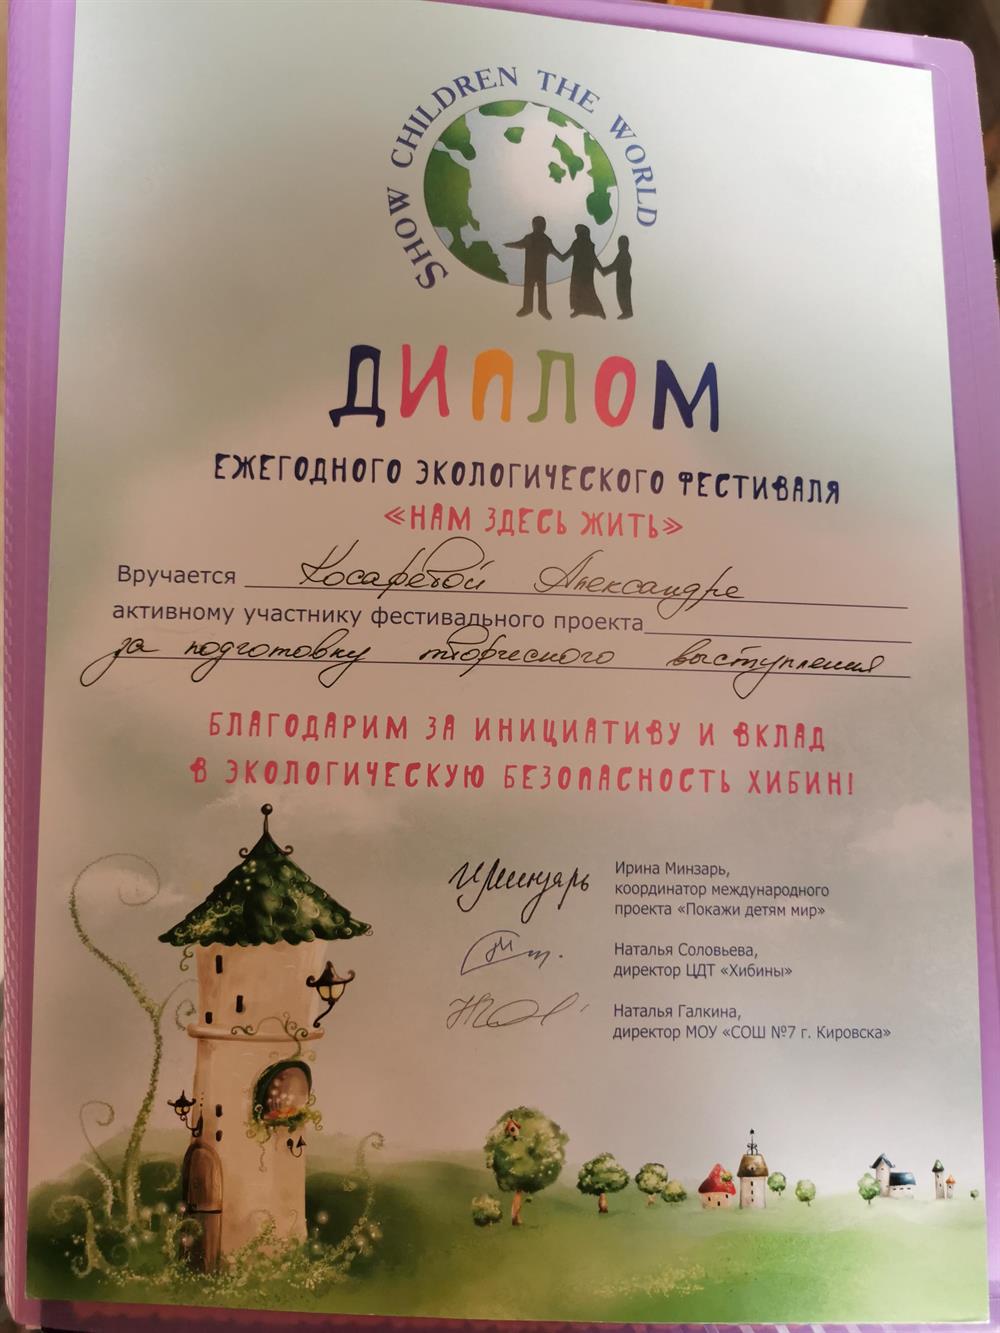 SHOW CHILDREN THE WORLD
ДИПЛОМ
ЕЖЕГОДНОГО ЭКОЛОГИЧЕСКОГО ФЕСТИВАЛЯ
«НАМ ЗДЕСЬ ЖИТЬ»
Вручается Косаревой Александре
активному участнику фестивального проекта
за подготовку творческого выступления
БЛАГОДАРИМ ЗА ИНИЦИАТИВУ И ВКЛАД
В ЭКОЛОГИЧЕСКУЮ БЕЗОПАСНОСТЬ ХИБИН!
Ирина Минзарь,
координатор международного
проекта «Покажи детям мир»
Наталья Соловьева,
директор ЦДТ «Хибины»
Наталья Галкина,
директор МОУ «СОШ №7 г. Кировска»